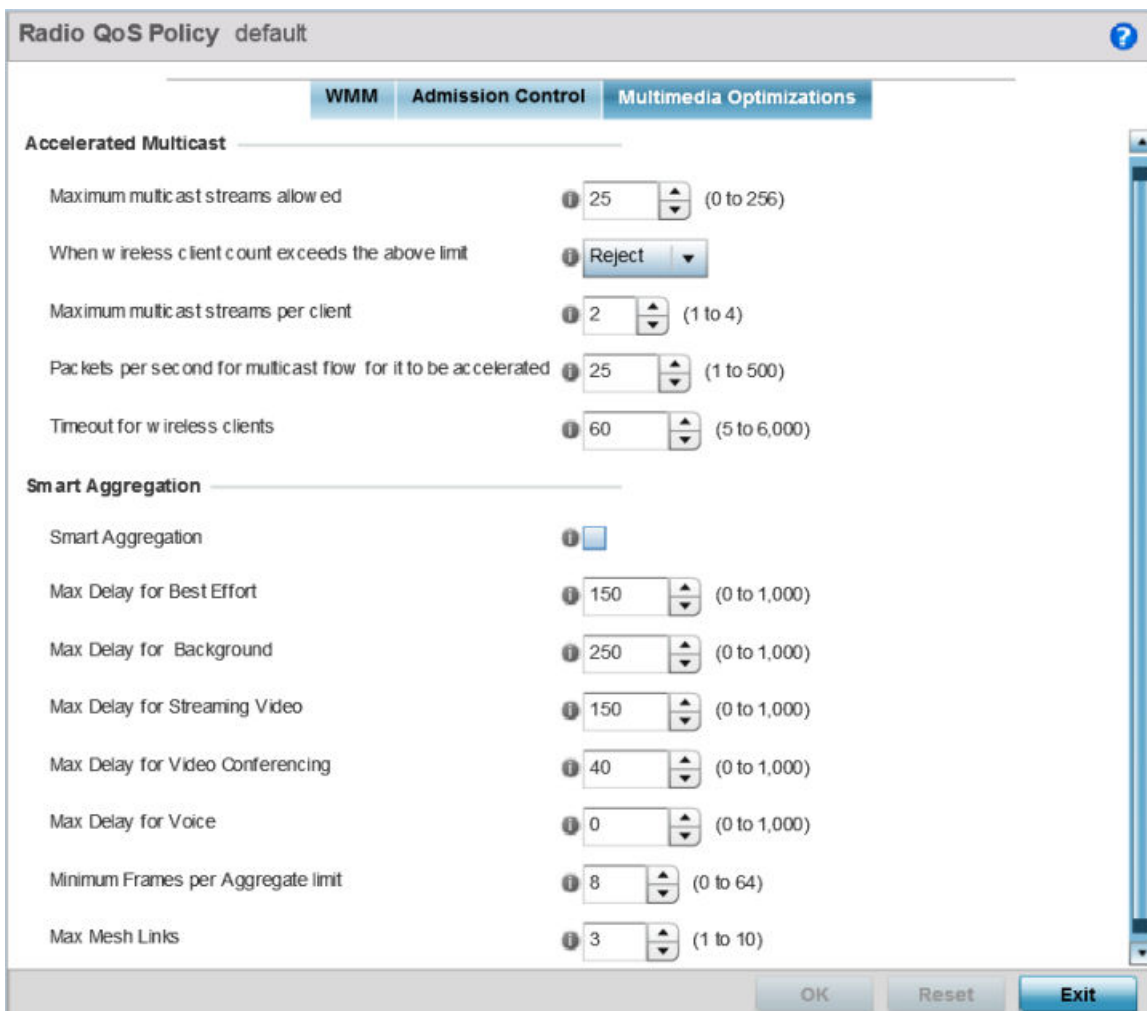 Radio QoS Policy default
WMM Admission Control Multimedia Optimizations
Accelerated Multicast
Maximum multicast streams allowed 25 (0 to 256)
When wireless client count exceeds the above limit Reject
Maximum multicast streams per client 2 (1 to 4)
Packets per second for multicast flow for it to be accelerated 25 (1 to 500)
Timeout for wireless clients 60 (5 to 6,000)
Smart Aggregation
Smart Aggregation
Max Delay for Best Effort 150 (0 to 1,000)
Max Delay for Background 250 (0 to 1,000)
Max Delay for Streaming Video 150 (0 to 1,000)
Max Delay for Video Conferencing 40 (0 to 1,000)
Max Delay for Voice 0 (0 to 1,000)
Minimum Frames per Aggregate limit 8 (0 to 64)
Max Mesh Links 3 (1 to 10)
OK Reset Exit